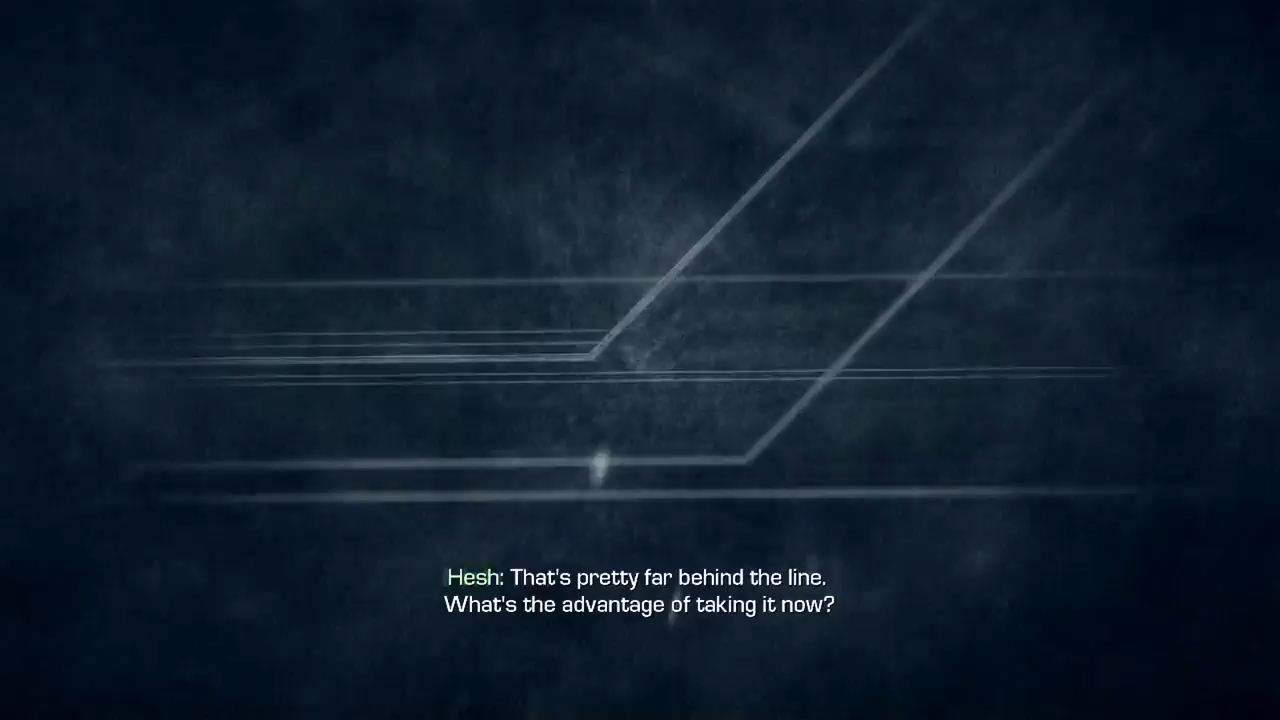 Hesh: That's pretty far behind the line.
What's the advantage of taking it now?